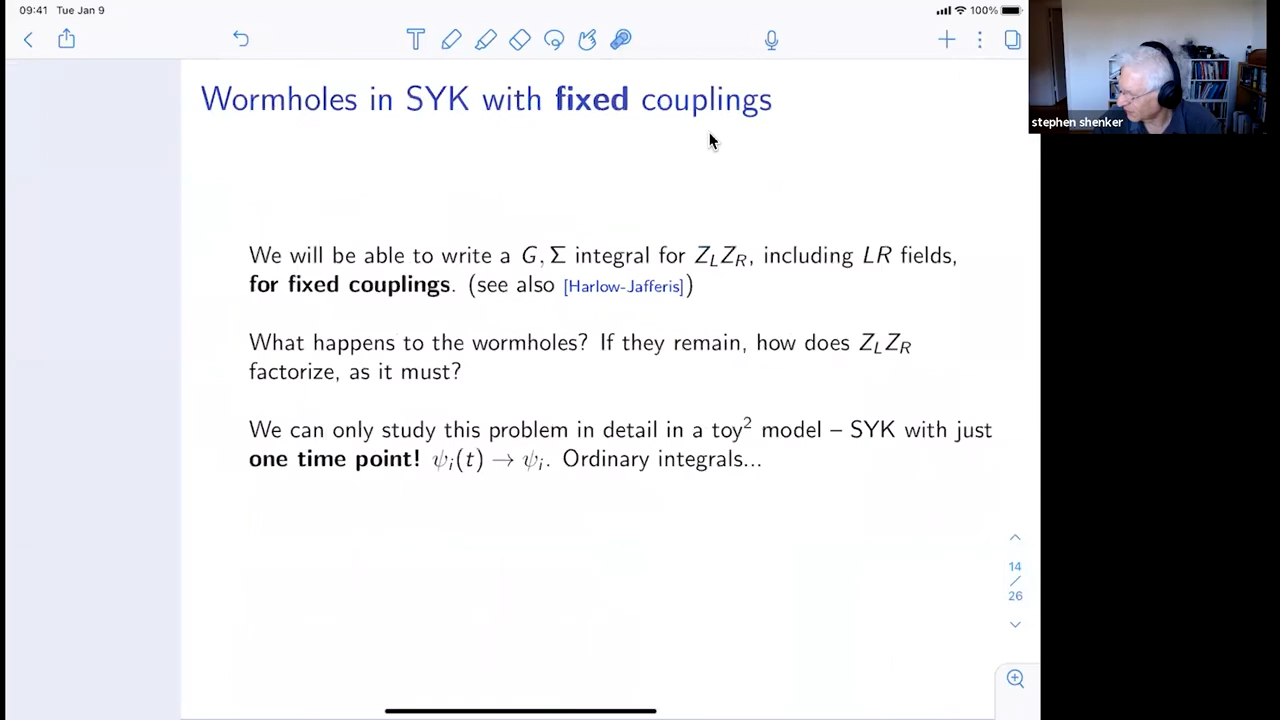 09:41 Tue Jan 9
100%
Wormholes in SYK with fixed couplings
stephen shenker
We will be able to write a G, Σ integral for Z_L Z_R, including LR fields,
for fixed couplings. (see also [Harlow-Jafferis])
What happens to the wormholes? If they remain, how does Z_L Z_R
factorize, as it must?
We can only study this problem in detail in a toy² model – SYK with just
one time point! ψ_i(t) → ψ_i. Ordinary integrals...
14
/
26